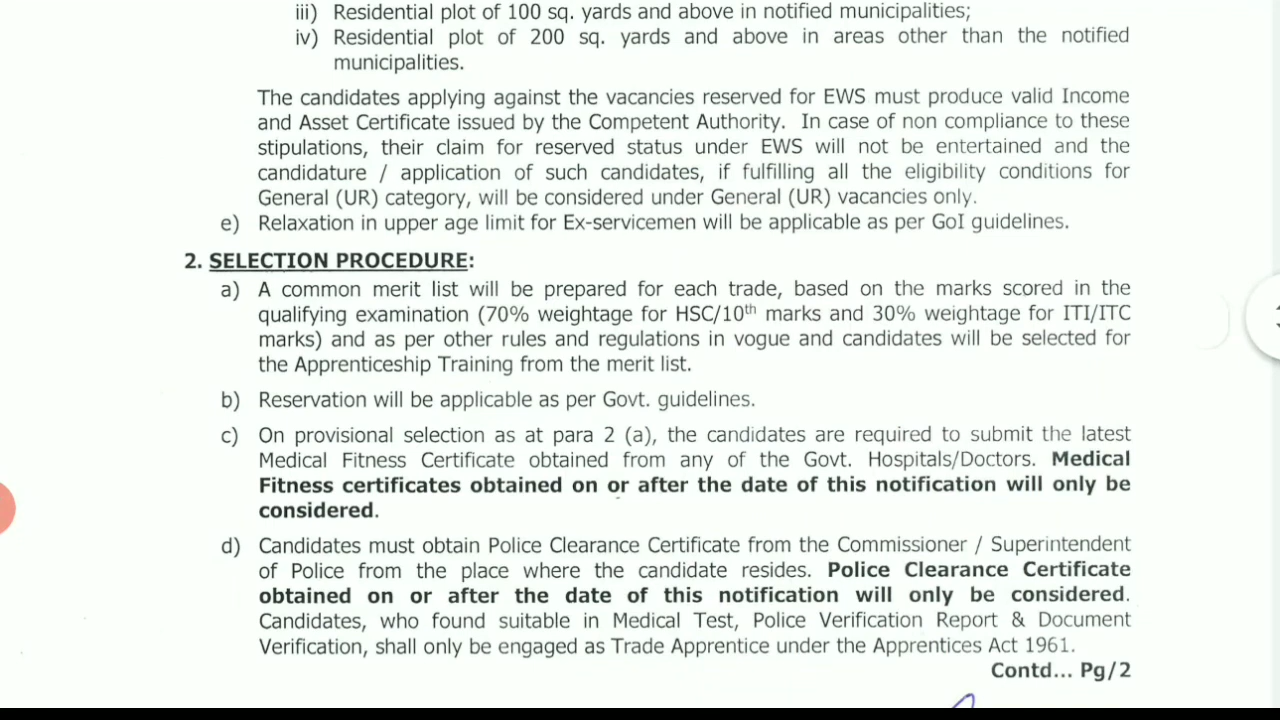 iii) Residential plot of 100 sq. yards and above in notified municipalities;
iv) Residential plot of 200 sq. yards and above in areas other than the notified
municipalities.
The candidates applying against the vacancies reserved for EWS must produce valid Income
and Asset Certificate issued by the Competent Authority. In case of non compliance to these
stipulations, their claim for reserved status under EWS will not be entertained and the
candidature / application of such candidates, if fulfilling all the eligibility conditions for
General (UR) category, will be considered under General (UR) vacancies only.
e) Relaxation in upper age limit for Ex-servicemen will be applicable as per GoI guidelines.
2. SELECTION PROCEDURE:
a) A common merit list will be prepared for each trade, based on the marks scored in the
qualifying examination (70% weightage for HSC/10th marks and 30% weightage for ITI/ITC
marks) and as per other rules and regulations in vogue and candidates will be selected for
the Apprenticeship Training from the merit list.
b) Reservation will be applicable as per Govt. guidelines.
c) On provisional selection as at para 2 (a), the candidates are required to submit the latest
Medical Fitness Certificate obtained from any of the Govt. Hospitals/Doctors. Medical
Fitness certificates obtained on or after the date of this notification will only be
considered.
d) Candidates must obtain Police Clearance Certificate from the Commissioner / Superintendent
of Police from the place where the candidate resides. Police Clearance Certificate
obtained on or after the date of this notification will only be considered.
Candidates, who found suitable in Medical Test, Police Verification Report & Document
Verification, shall only be engaged as Trade Apprentice under the Apprentices Act 1961.
Contd... Pg/2